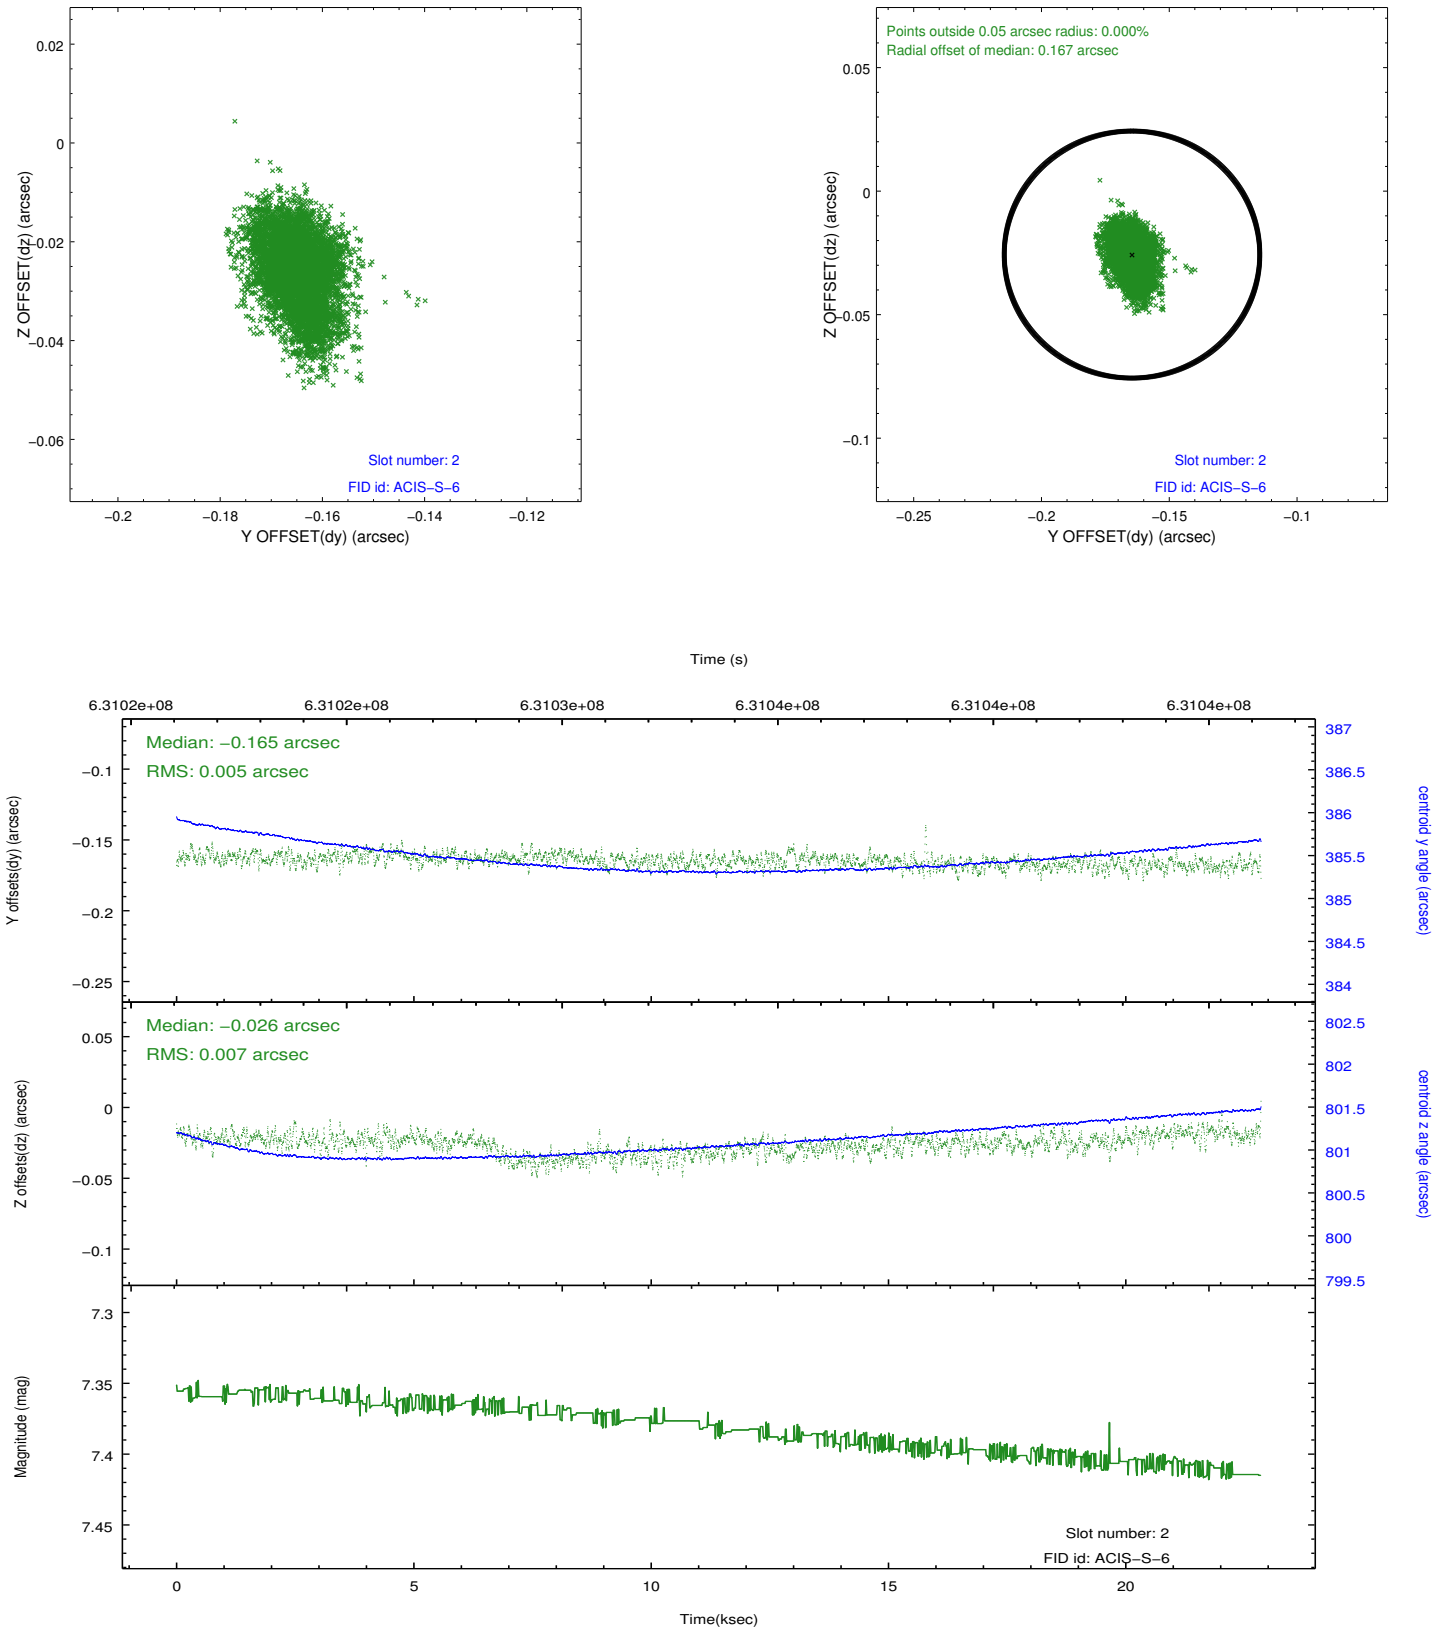 0.02
0
−0.02
−0.04
−0.06
Z OFFSET(dz) (arcsec)
Slot number: 2
FID id: ACIS−S−6
−0.2
−0.18
−0.16
−0.14
−0.12
Y OFFSET(dy) (arcsec)
Points outside 0.05 arcsec radius: 0.000%
Radial offset of median: 0.167 arcsec
0.05
0
−0.05
−0.1
Z OFFSET(dz) (arcsec)
Slot number: 2
FID id: ACIS−S−6
−0.25
−0.2
−0.15
−0.1
Y OFFSET(dy) (arcsec)
Time (s)
6.3102e+08
6.3102e+08
6.3103e+08
6.3104e+08
6.3104e+08
6.3104e+08
Median: −0.165 arcsec
RMS: 0.005 arcsec
−0.1
−0.15
−0.2
−0.25
Y offsets(dy) (arcsec)
387
386.5
386
385.5
385
384.5
384
centroid y angle (arcsec)
Median: −0.026 arcsec
RMS: 0.007 arcsec
0.05
0
−0.05
−0.1
Z offsets(dz) (arcsec)
802.5
802
801.5
801
800.5
800
799.5
centroid z angle (arcsec)
7.3
7.35
7.4
7.45
Magnitude (mag)
Slot number: 2
FID id: ACIS−S−6
0
5
10
15
20
Time(ksec)